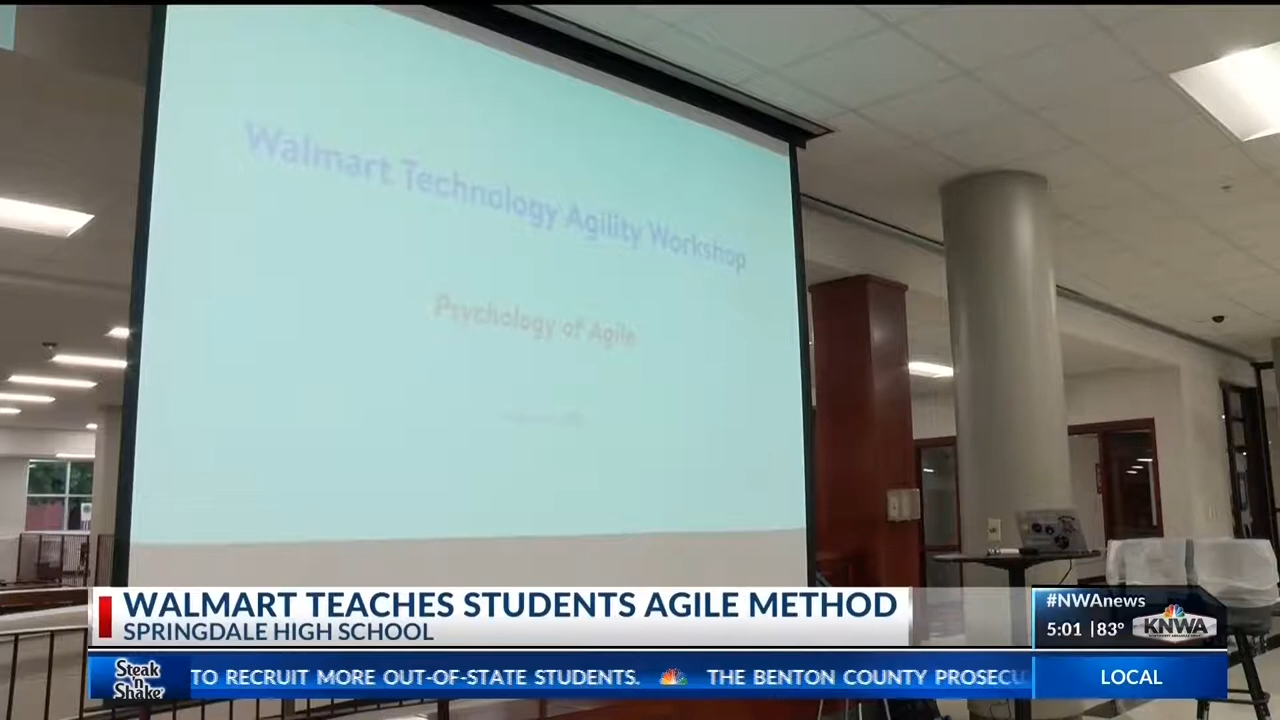 Walmart Technology Agility Workshop
Psychology of Agile
WALMART TEACHES STUDENTS AGILE METHOD
SPRINGDALE HIGH SCHOOL
#NWAnews
5:01 | 83°
KNWA
Steak 'n Shake
TO RECRUIT MORE OUT-OF-STATE STUDENTS. THE BENTON COUNTY PROSECU
LOCAL